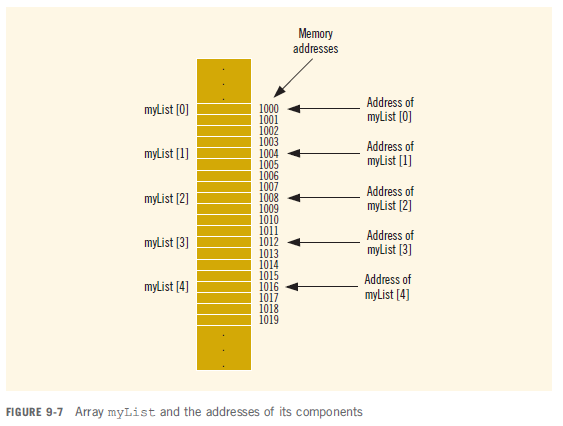 Memory
addresses
myList [0]
1000
Address of
myList [0]
1001
1002
1003
myList [1]
1004
Address of
myList [1]
1005
1006
1007
myList [2]
1008
Address of
myList [2]
1009
1010
1011
myList [3]
1012
Address of
myList [3]
1013
1014
1015
myList [4]
1016
Address of
myList [4]
1017
1018
1019
FIGURE 9-7 Array myList and the addresses of its components